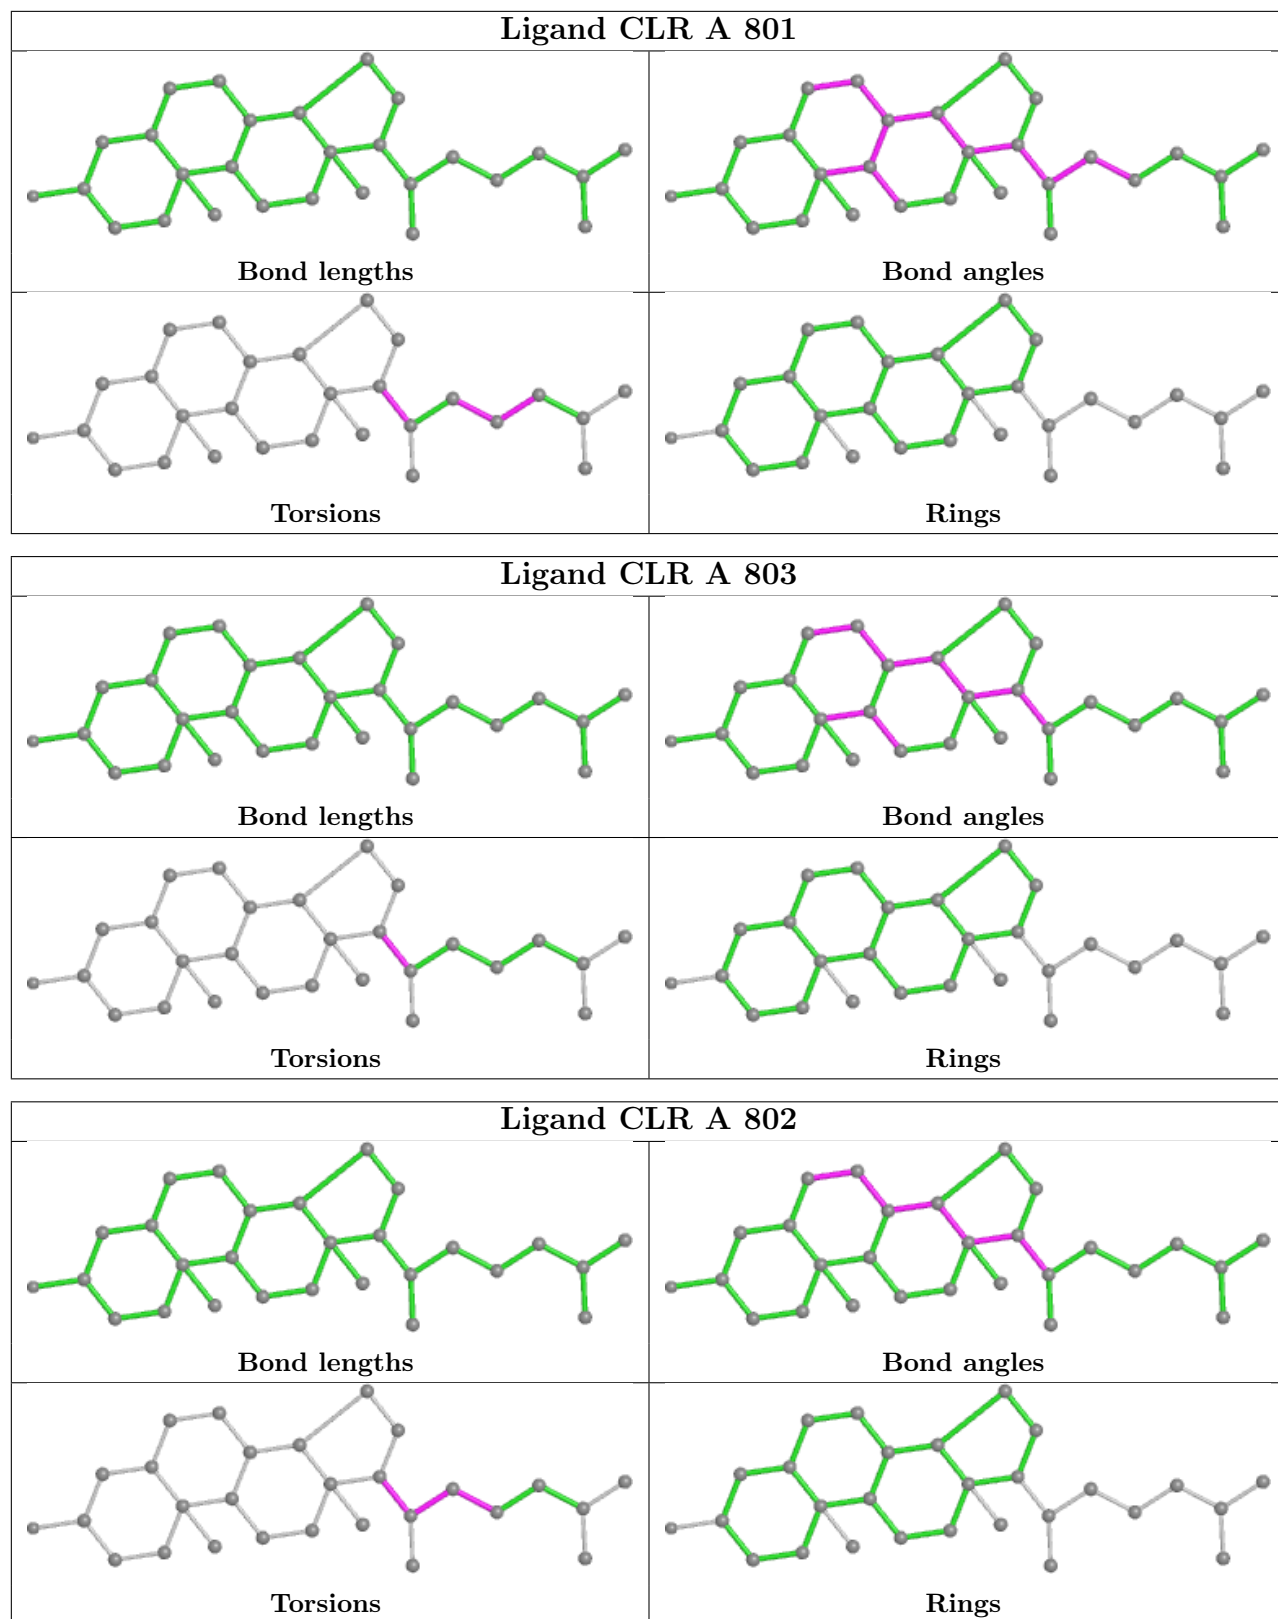 Ligand CLR A 801
Bond lengths
Bond angles
Torsions
Rings
Ligand CLR A 803
Bond lengths
Bond angles
Torsions
Rings
Ligand CLR A 802
Bond lengths
Bond angles
Torsions
Rings